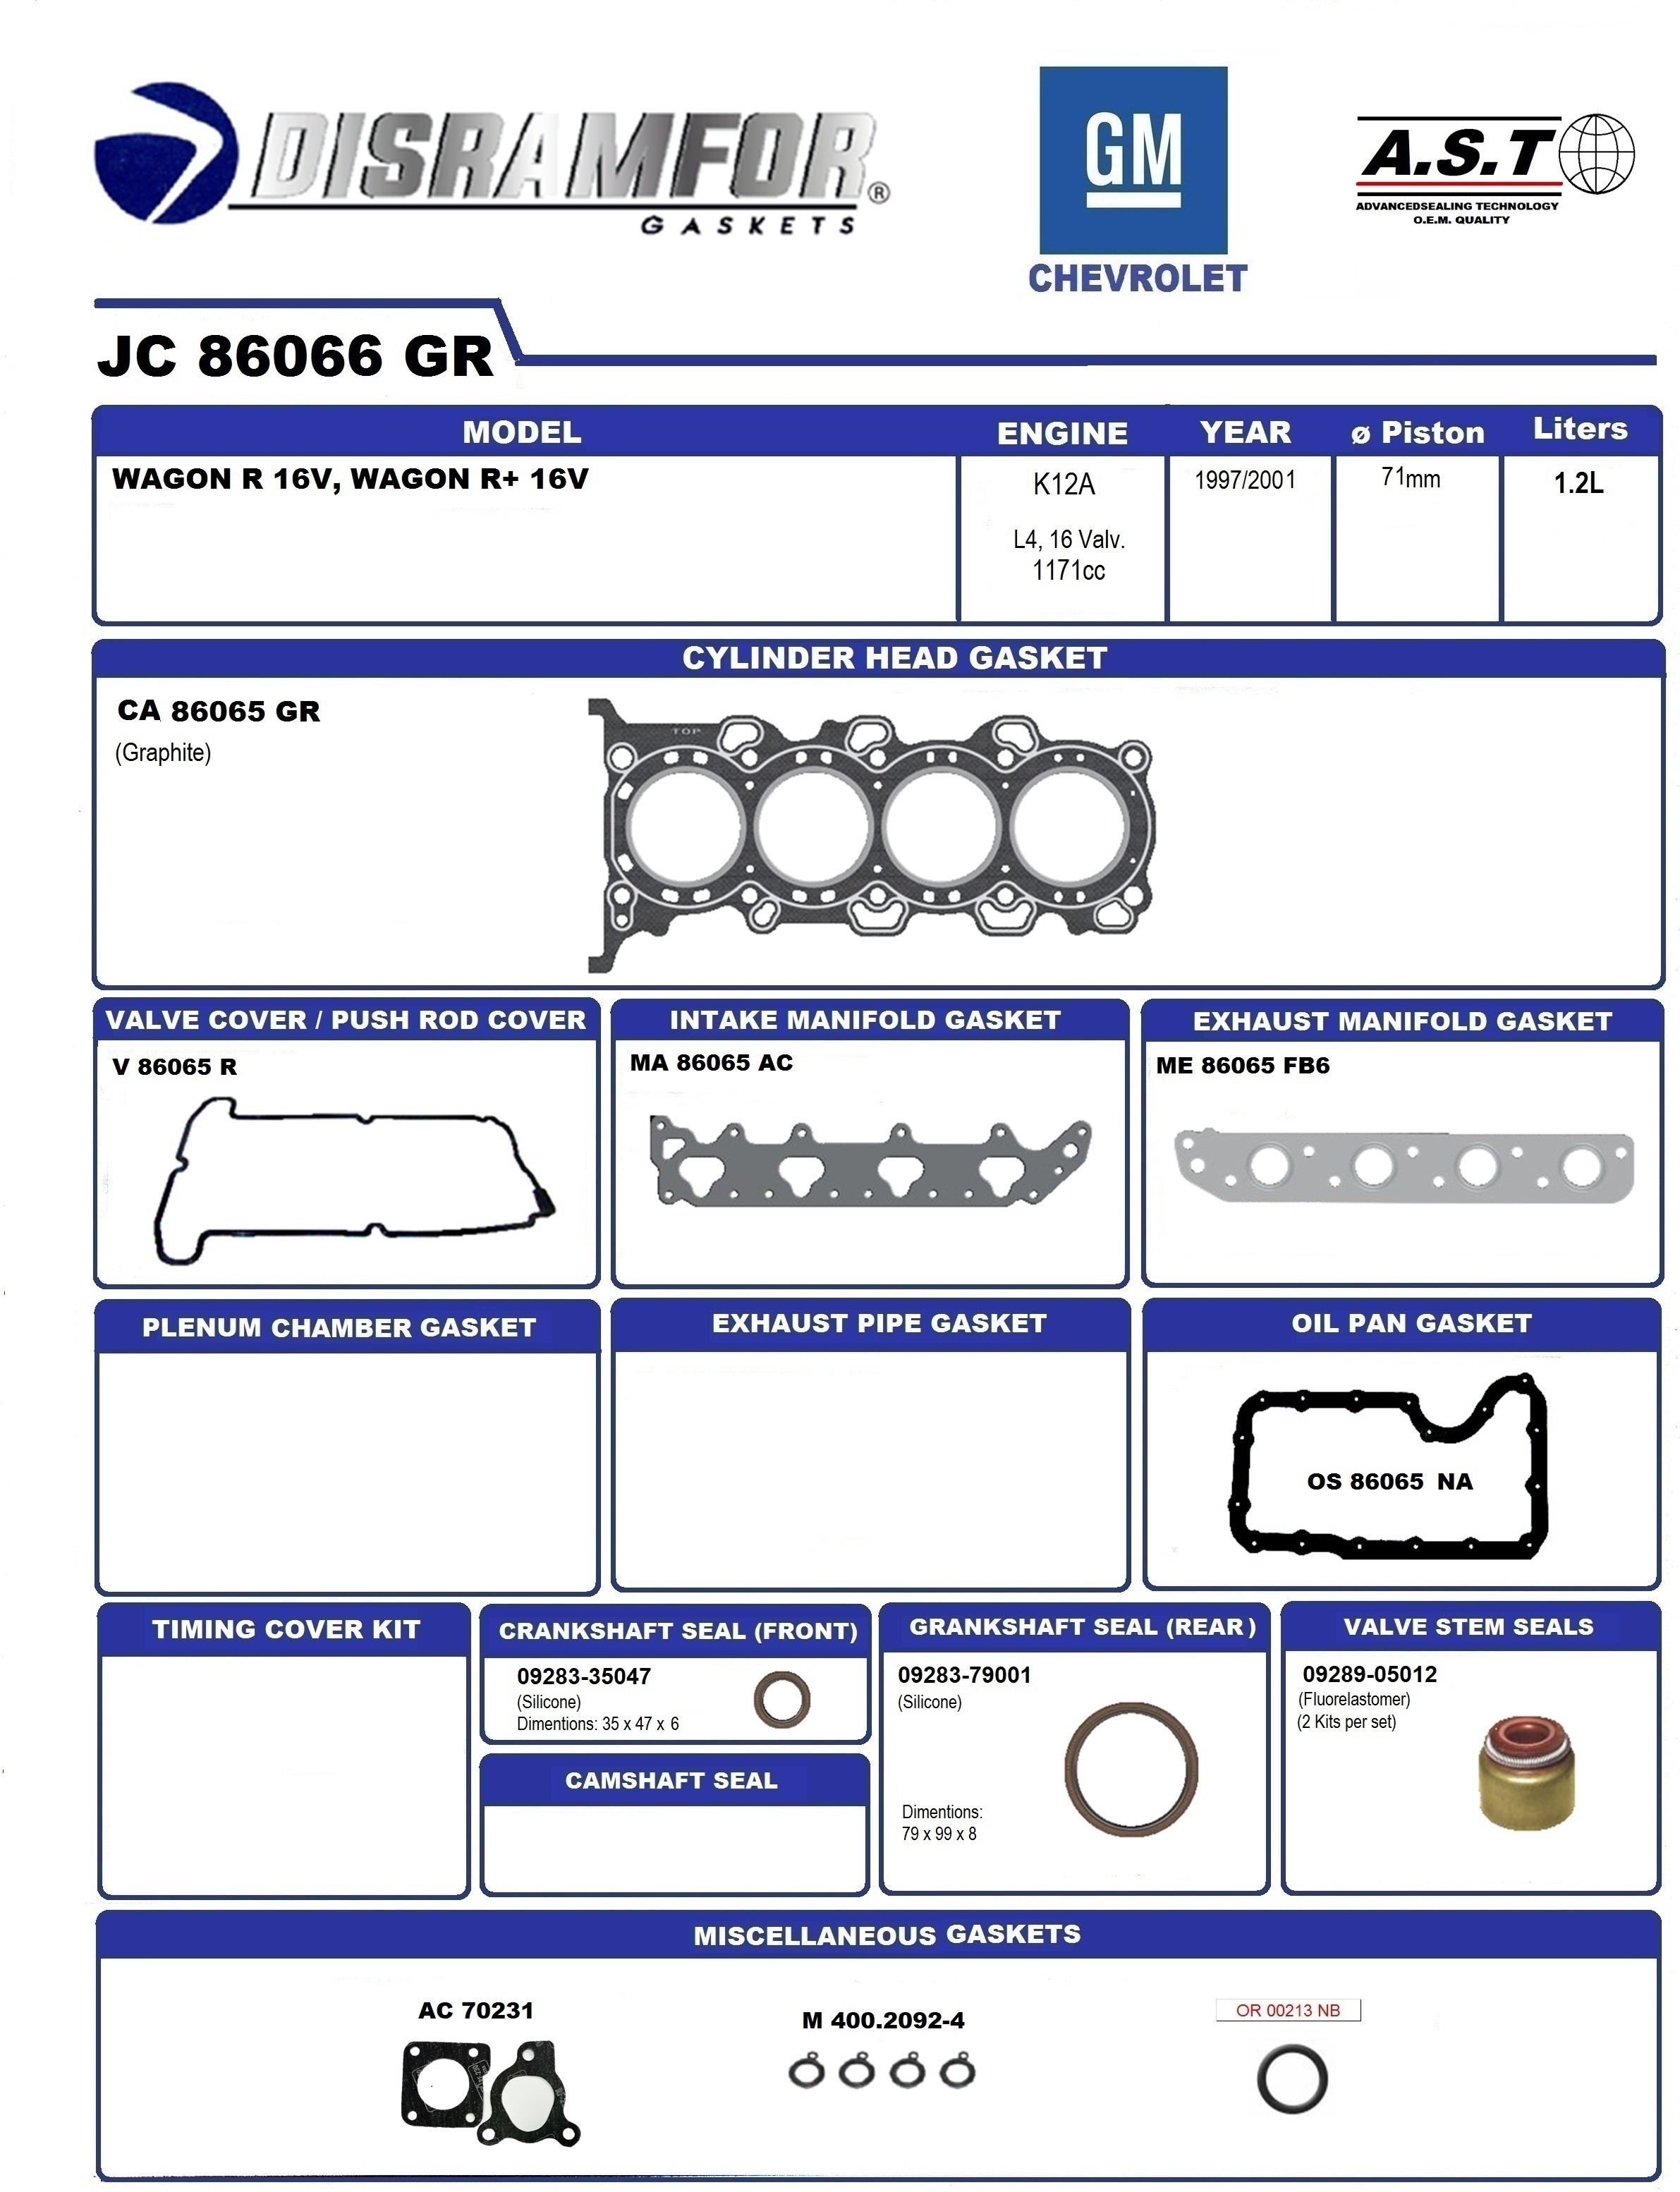 DISRAMFOR®
GASKETS
GM
CHEVROLET
A.S.T
ADVANCEDSEALING TECHNOLOGY
O.E.M. QUALITY
JC 86066 GR
MODEL
ENGINE
YEAR
ø Piston
Liters
WAGON R 16V, WAGON R+ 16V
K12A
1997/2001
71mm
1.2L
L4, 16 Valv.
1171cc
CYLINDER HEAD GASKET
CA 86065 GR
(Graphite)
TOP
VALVE COVER / PUSH ROD COVER
INTAKE MANIFOLD GASKET
EXHAUST MANIFOLD GASKET
V 86065 R
MA 86065 AC
ME 86065 FB6
PLENUM CHAMBER GASKET
EXHAUST PIPE GASKET
OIL PAN GASKET
OS 86065 NA
TIMING COVER KIT
CRANKSHAFT SEAL (FRONT)
09283-35047
(Silicone)
Dimentions: 35 x 47 x 6
CAMSHAFT SEAL
GRANKSHAFT SEAL (REAR)
09283-79001
(Silicone)
Dimentions:
79 x 99 x 8
VALVE STEM SEALS
09289-05012
(Fluorelastomer)
(2 Kits per set)
MISCELLANEOUS GASKETS
AC 70231
M 400.2092-4
OR 00213 NB